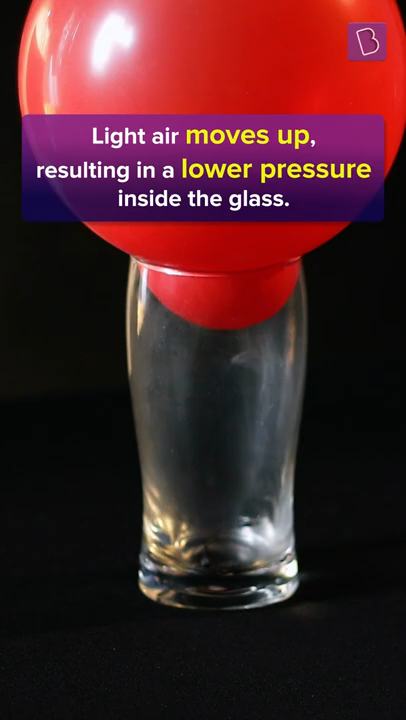 Light air moves up,
resulting in a lower pressure
inside the glass.